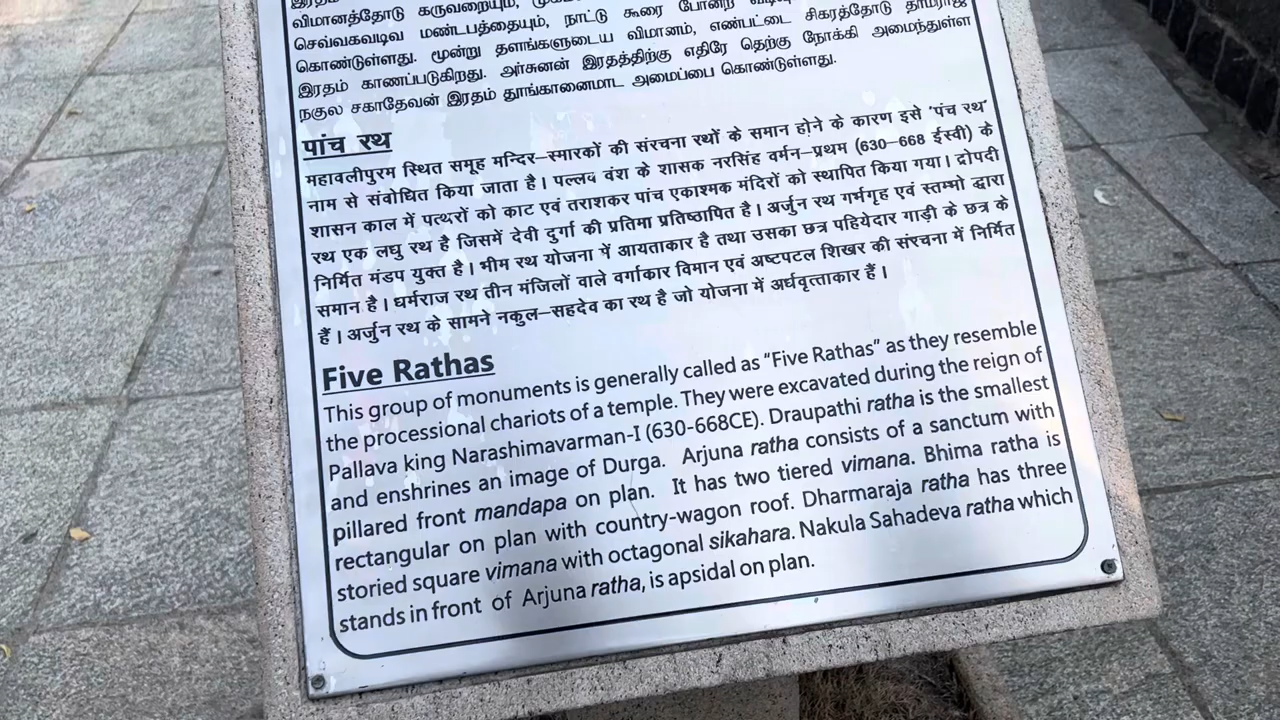 விமானத்தோடு கருவறையும்,
செவ்வகவடிவ மண்டபத்தையும், நாட்டு கூரை போன்ற
கொண்டுள்ளது. மூன்று தளங்களுடைய விமானம், எண்பட்டை சிகரத்தோடு தர்மராஜ
இரதம் காணப்படுகிறது. அர்சுனன் இரதத்திற்கு எதிரே தெற்கு நோக்கி அமைந்துள்ள
நகுல சகாதேவன் இரதம் தூங்கானைமாட அமைப்பை கொண்டுள்ளது.
पांच रथ
महावलीपुरम स्थित समूह मन्दिर–स्मारकों की संरचना रथों के समान होने के कारण इसे ‘पंच रथ’
नाम से संवोधित किया जाता है। पल्लव वंश के शासक नरसिंह वर्मन–प्रथम (630–668 ईस्वी) के
शासन काल में पत्थरों को काट एवं तराशकर पांच एकाश्मक मंदिरों को स्थापित किया गया। द्रोपदी
रथ एक लघु रथ है जिसमें देवी दुर्गा की प्रतिमा प्रतिष्ठापित है। अर्जुन रथ गर्भगृह एवं स्तम्भो द्वारा
निर्मित मंडप युक्त है। भीम रथ योजना में आयताकार है तथा उसका छत्र पहियेदार गाड़ी के छत्र के
समान है। धर्मराज रथ तीन मंजिलों वाले वर्गाकार विमान एवं अष्टपटल शिखर की संरचना में निर्मित
हैं। अर्जुन रथ के सामने नकुल–सहदेव का रथ है जो योजना में अर्धवृत्ताकार हैं।
Five Rathas
This group of monuments is generally called as “Five Rathas” as they resemble
the processional chariots of a temple. They were excavated during the reign of
Pallava king Narashimavarman-I (630-668CE). Draupathi ratha is the smallest
and enshrines an image of Durga. Arjuna ratha consists of a sanctum with
pillared front mandapa on plan. It has two tiered vimana. Bhima ratha is
rectangular on plan with country-wagon roof. Dharmaraja ratha has three
storied square vimana with octagonal sikahara. Nakula Sahadeva ratha which
stands in front of Arjuna ratha, is apsidal on plan.